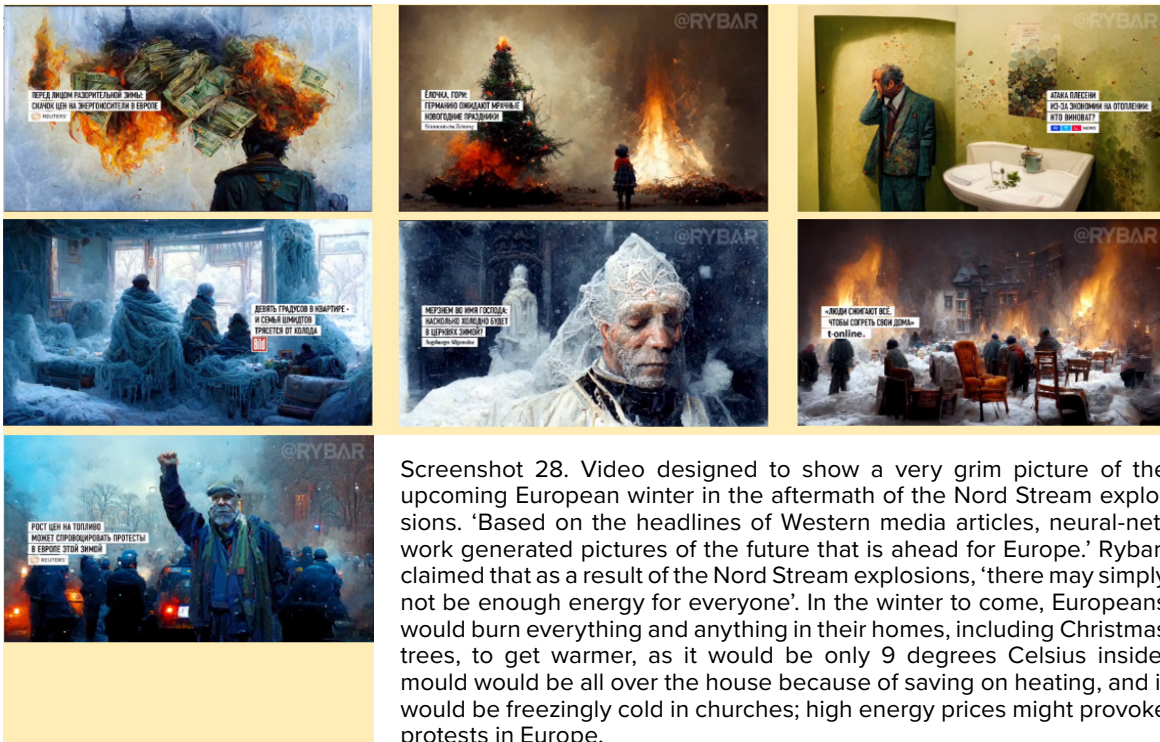 @RYBAR
ПЕРЕД ЛИЦОМ РАЗОРИТЕЛЬНОЙ ЗИМЫ:
СКАЧОК ЦЕН НА ЭНЕРГОНОСИТЕЛИ В ЕВРОПЕ
REUTERS
@RYBAR
ЁЛОЧКА, ГОРИ:
ГЕРМАНИЮ ОЖИДАЮТ МРАЧНЫЕ
НОВОГОДНИЕ ПРАЗДНИКИ
Süddeutsche Zeitung
АТАКА ПЛЕСЕНИ
ИЗ-ЗА ЭКОНОМИИ НА ОТОПЛЕНИИ:
КТО ВИНОВАТ?
NEWS
ДЕВЯТЬ ГРАДУСОВ В КВАРТИРЕ -
И СЕМЬЯ ШМИДТОВ
ТРЯСЕТСЯ ОТ ХОЛОДА
Bild
@RYBAR
МЕРЗНЕМ ВО ИМЯ ГОСПОДА:
НАСКОЛЬКО ХОЛОДНО БУДЕТ
В ЦЕРКВЯХ ЗИМОЙ?
Augsburger Allgemeine
@RYBAR
«ЛЮДИ СЖИГАЮТ ВСЁ,
ЧТОБЫ СОГРЕТЬ СВОИ ДОМА»
t-online.
@RYBAR
РОСТ ЦЕН НА ТОПЛИВО
МОЖЕТ СПРОВОЦИРОВАТЬ ПРОТЕСТЫ
В ЕВРОПЕ ЭТОЙ ЗИМОЙ
REUTERS
Screenshot 28. Video designed to show a very grim picture of the
upcoming European winter in the aftermath of the Nord Stream explo
sions. ‘Based on the headlines of Western media articles, neural-net
work generated pictures of the future that is ahead for Europe.’ Rybar
claimed that as a result of the Nord Stream explosions, ‘there may simply
not be enough energy for everyone’. In the winter to come, Europeans
would burn everything and anything in their homes, including Christmas
trees, to get warmer, as it would be only 9 degrees Celsius inside
mould would be all over the house because of saving on heating, and i
would be freezingly cold in churches; high energy prices might provoke
protests in Europe.